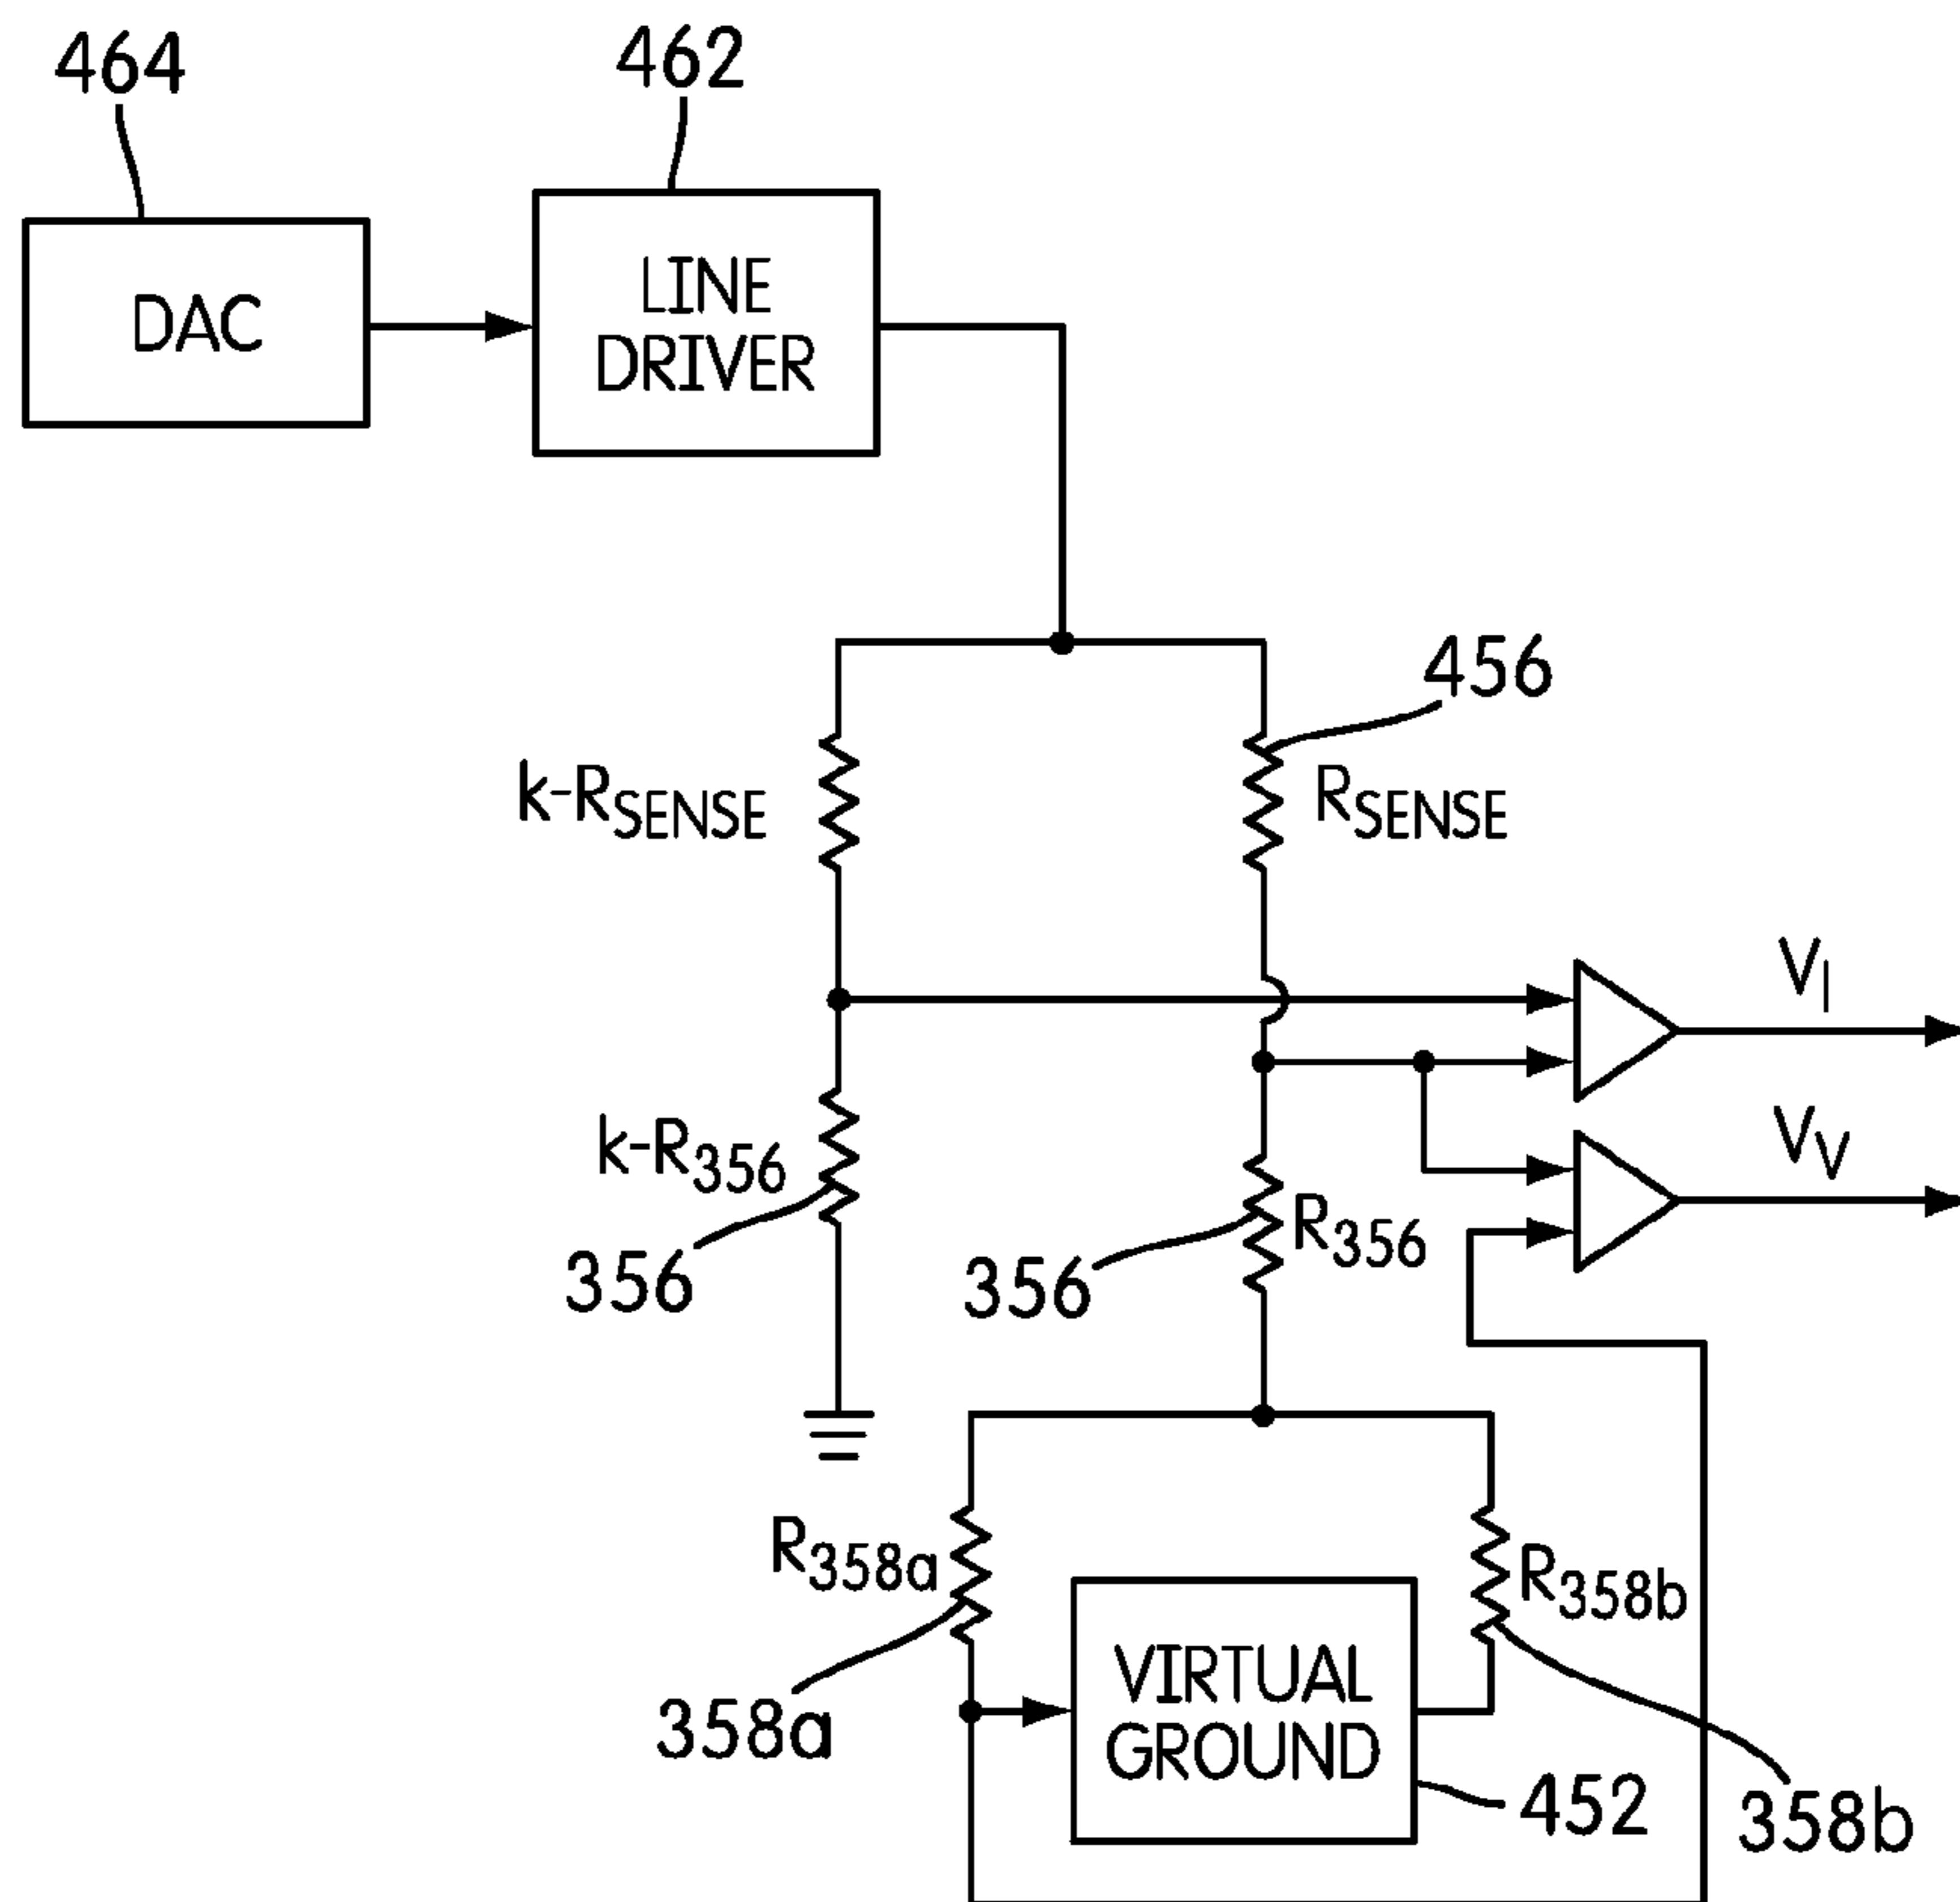 464
462
DAC
LINE
DRIVER
456
k-RSENSE
RSENSE
VI
VV
k-R356
R356
356
356
R358a
R358b
VIRTUAL
GROUND
358a
452
358b